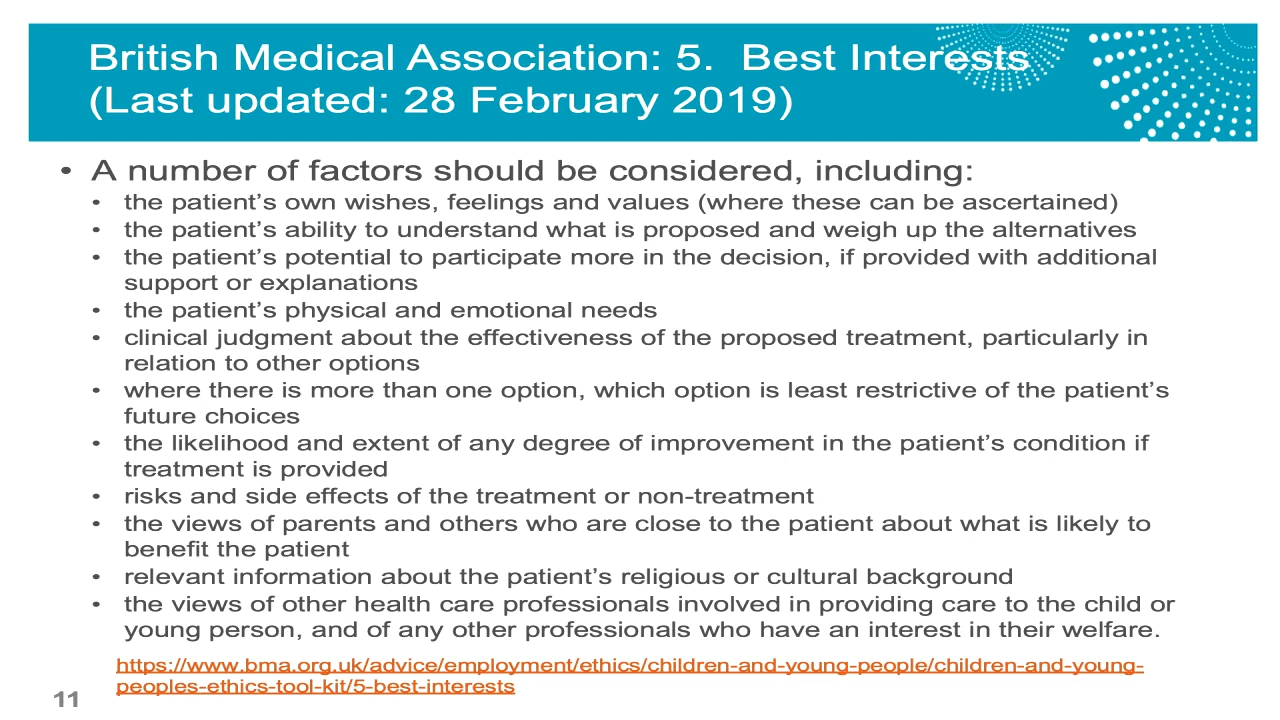 British Medical Association: 5.  Best Interests
(Last updated: 28 February 2019)
• A number of factors should be considered, including:
• the patient’s own wishes, feelings and values (where these can be ascertained)
• the patient’s ability to understand what is proposed and weigh up the alternatives
• the patient’s potential to participate more in the decision, if provided with additional
support or explanations
• the patient’s physical and emotional needs
• clinical judgment about the effectiveness of the proposed treatment, particularly in
relation to other options
• where there is more than one option, which option is least restrictive of the patient’s
future choices
• the likelihood and extent of any degree of improvement in the patient’s condition if
treatment is provided
• risks and side effects of the treatment or non-treatment
• the views of parents and others who are close to the patient about what is likely to
benefit the patient
• relevant information about the patient’s religious or cultural background
• the views of other health care professionals involved in providing care to the child or
young person, and of any other professionals who have an interest in their welfare.
https://www.bma.org.uk/advice/employment/ethics/children-and-young-people/children-and-young-
peoples-ethics-tool-kit/5-best-interests
11